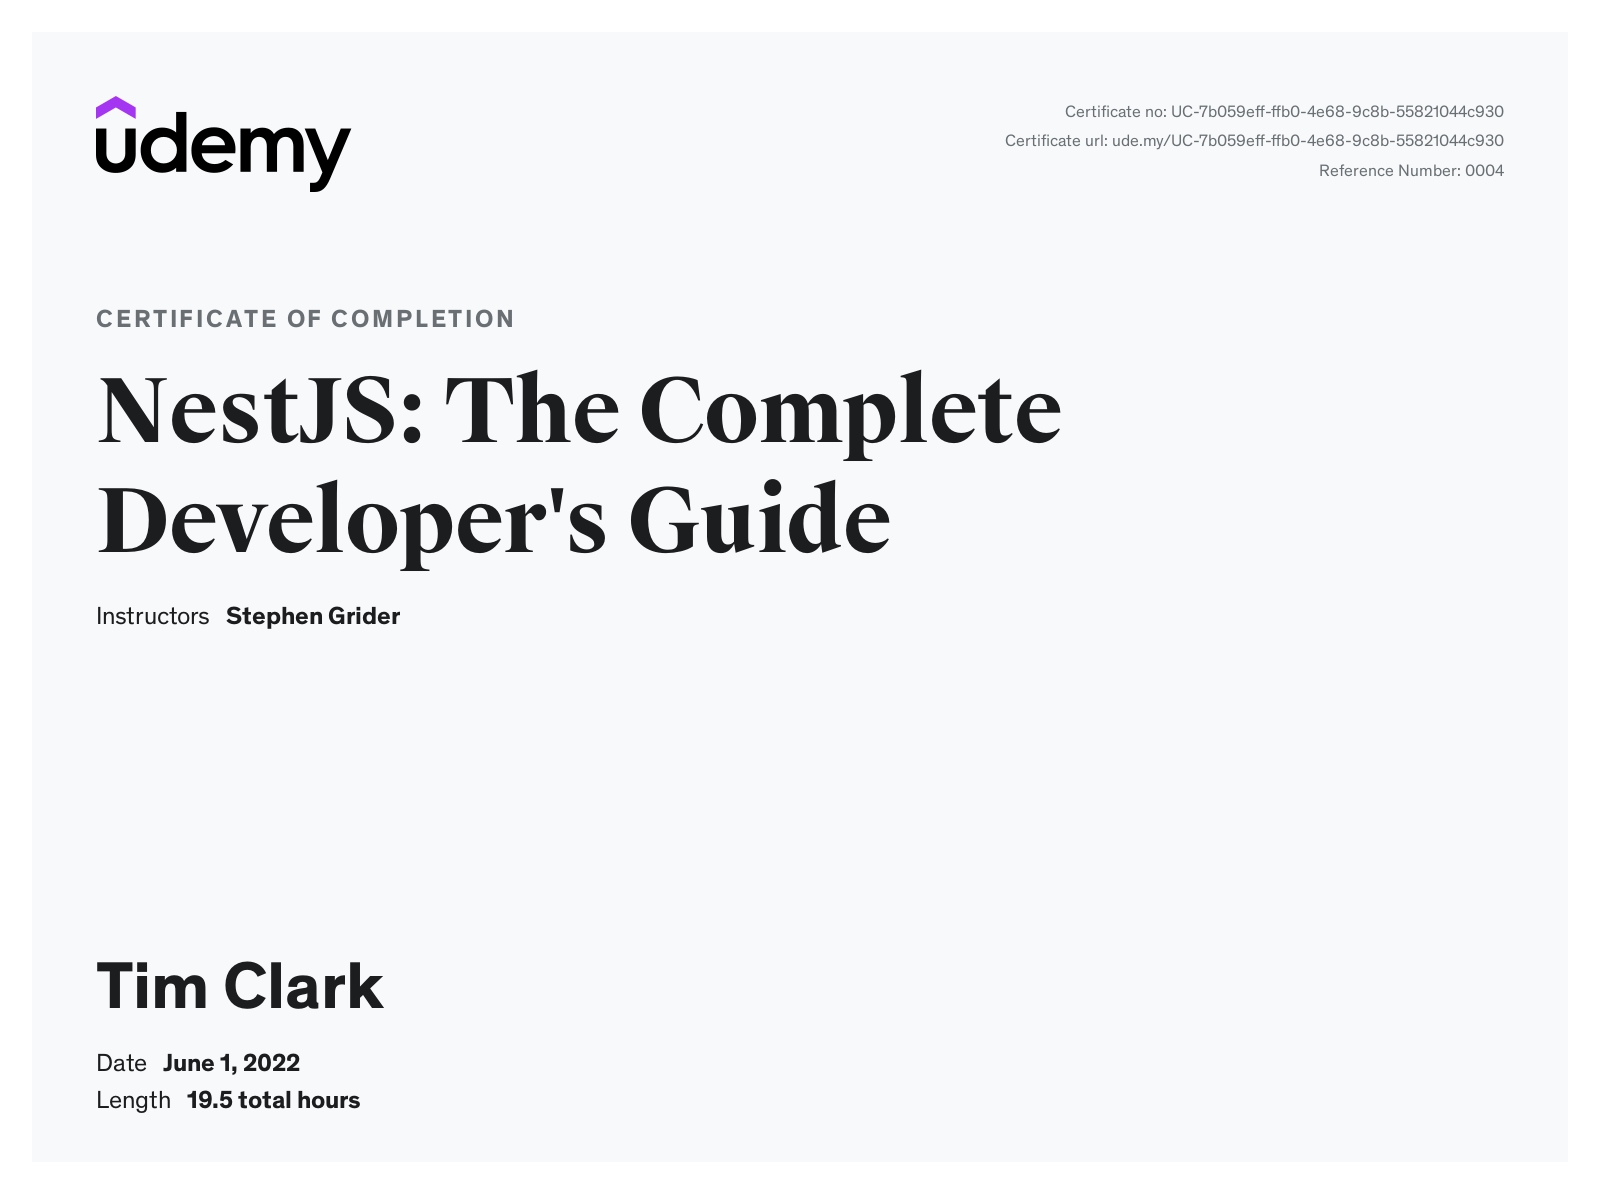 udemy
Certificate no: UC-7b059eff-ffb0-4e68-9c8b-55821044c930
Certificate url: ude.my/UC-7b059eff-ffb0-4e68-9c8b-55821044c930
Reference Number: 0004
CERTIFICATE OF COMPLETION
NestJS: The Complete
Developer's Guide
Instructors Stephen Grider
Tim Clark
Date June 1, 2022
Length 19.5 total hours